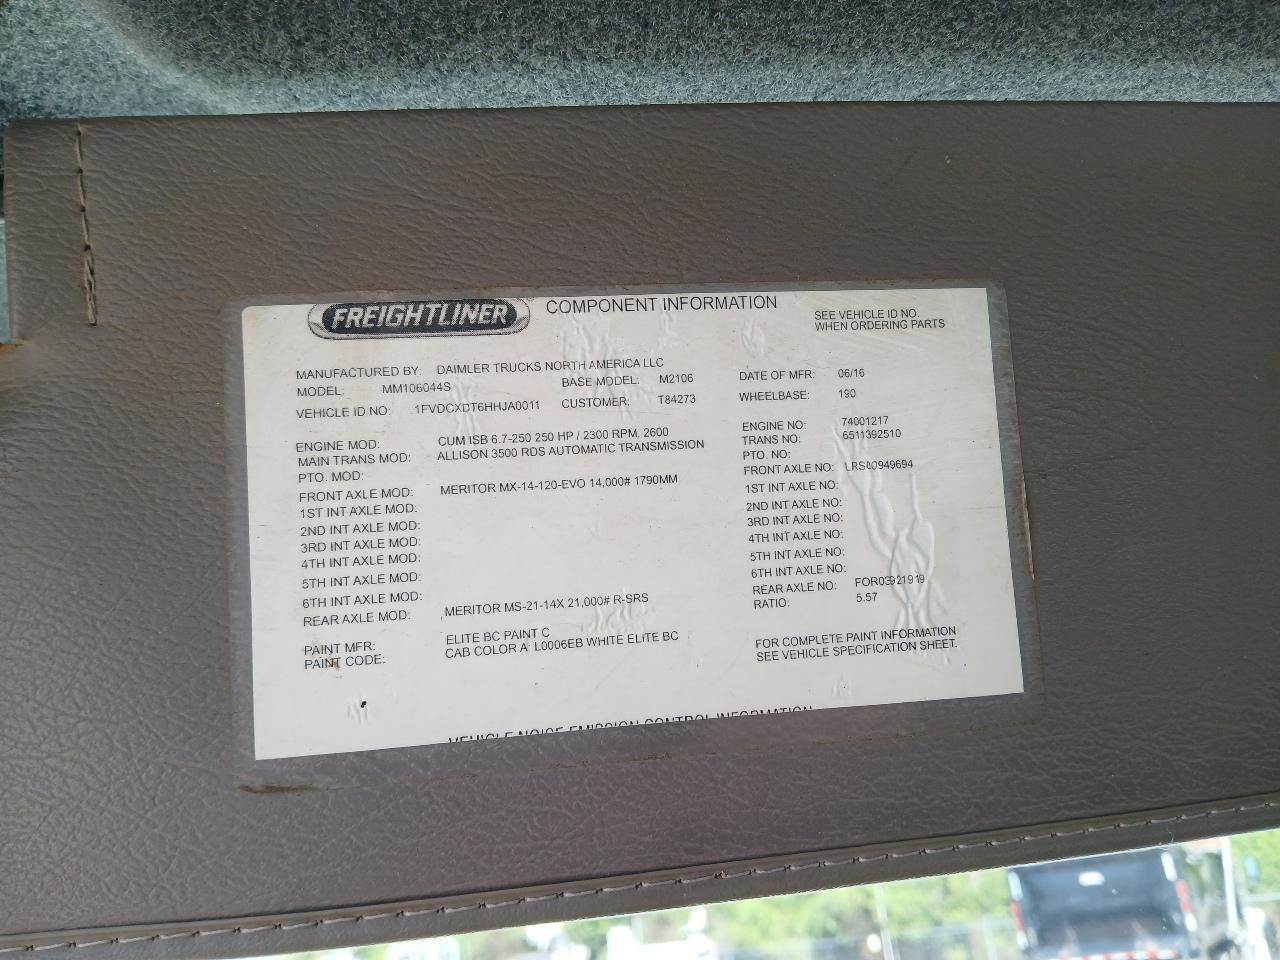 FREIGHTLINER COMPONENT INFORMATION
SEE VEHICLE ID NO.
WHEN ORDERING PARTS
MANUFACTURED BY: DAIMLER TRUCKS NORTH AMERICA LLC
MODEL: MM106044S BASE MODEL: M2106 DATE OF MFR: 06/16
VEHICLE ID NO: 1FVDCXDT6HHJA0011 CUSTOMER: T84273 WHEELBASE: 190
ENGINE MOD: CUM ISB 6.7-250 250 HP / 2300 RPM, 2600 ENGINE NO: 74001217
MAIN TRANS MOD: ALLISON 3500 RDS AUTOMATIC TRANSMISSION TRANS NO: 6511392510
PTO. MOD: PTO. NO:
FRONT AXLE MOD: MERITOR MX-14-120-EVO 14,000# 1790MM FRONT AXLE NO: LRS00949694
1ST INT AXLE MOD: 1ST INT AXLE NO:
2ND INT AXLE MOD: 2ND INT AXLE NO:
3RD INT AXLE MOD: 3RD INT AXLE NO:
4TH INT AXLE MOD: 4TH INT AXLE NO:
5TH INT AXLE MOD: 5TH INT AXLE NO:
6TH INT AXLE MOD: 6TH INT AXLE NO:
REAR AXLE MOD: MERITOR MS-21-14X 21,000# R-SRS REAR AXLE NO: FOR03921919
RATIO: 5.57
PAINT MFR: ELITE BC PAINT C
PAINT CODE: CAB COLOR A: L0006EB WHITE ELITE BC
FOR COMPLETE PAINT INFORMATION
SEE VEHICLE SPECIFICATION SHEET.
VEHICLE NOISE EMISSION CONTROL INFORMATION